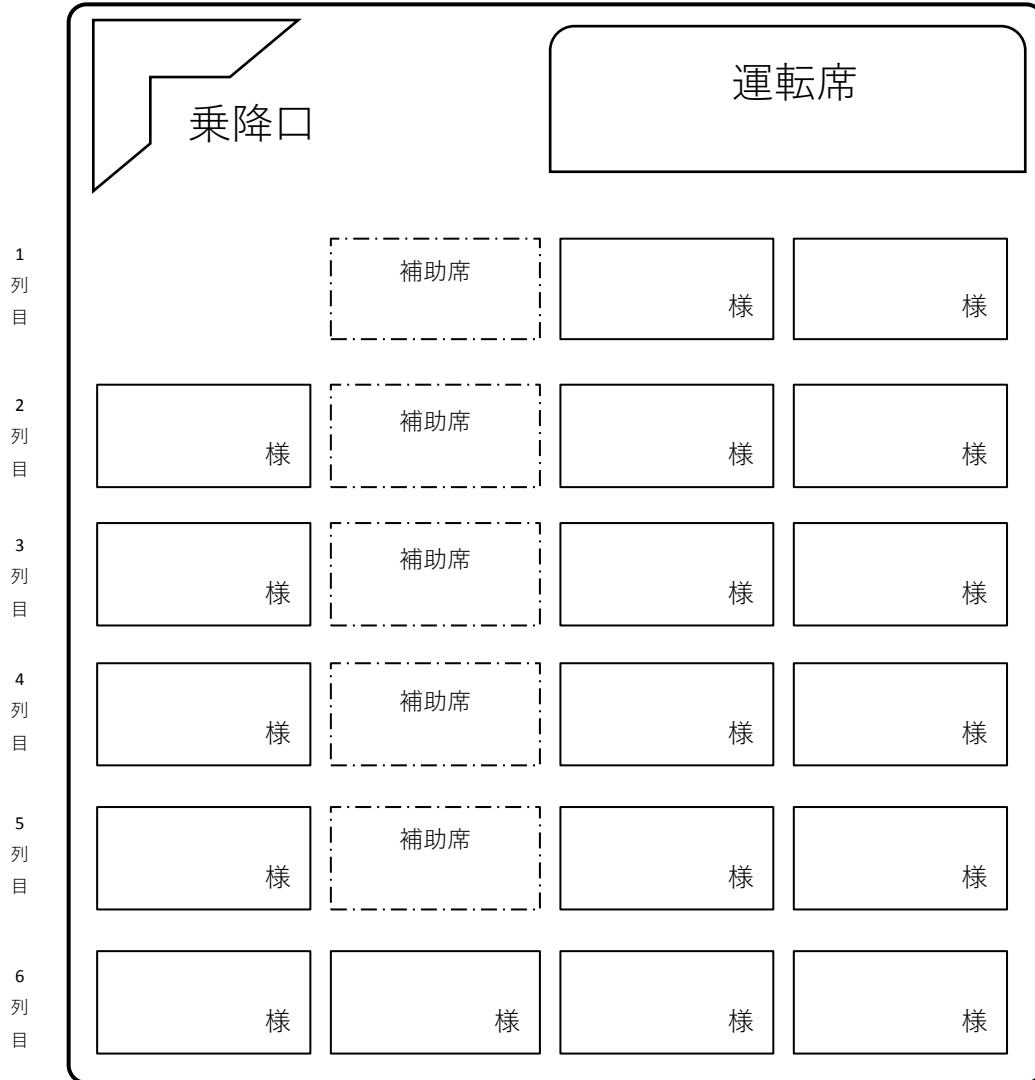 運転席
乗降口
1列目
補助席
様 様
2列目
補助席
様 様 様
3列目
補助席
様 様 様
4列目
補助席
様 様 様
5列目
補助席
様 様 様
6列目
様 様 様 様